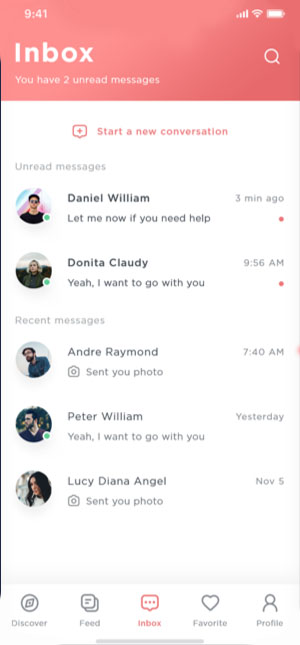 9:41
Inbox
You have 2 unread messages
Start a new conversation
Unread messages
Daniel William 3 min ago
Let me now if you need help
Donita Claudy 9:56 AM
Yeah, I want to go with you
Recent messages
Andre Raymond 7:40 AM
Sent you photo
Peter William Yesterday
Yeah, I want to go with you
Lucy Diana Angel Nov 5
Sent you photo
Discover Feed Inbox Favorite Profile